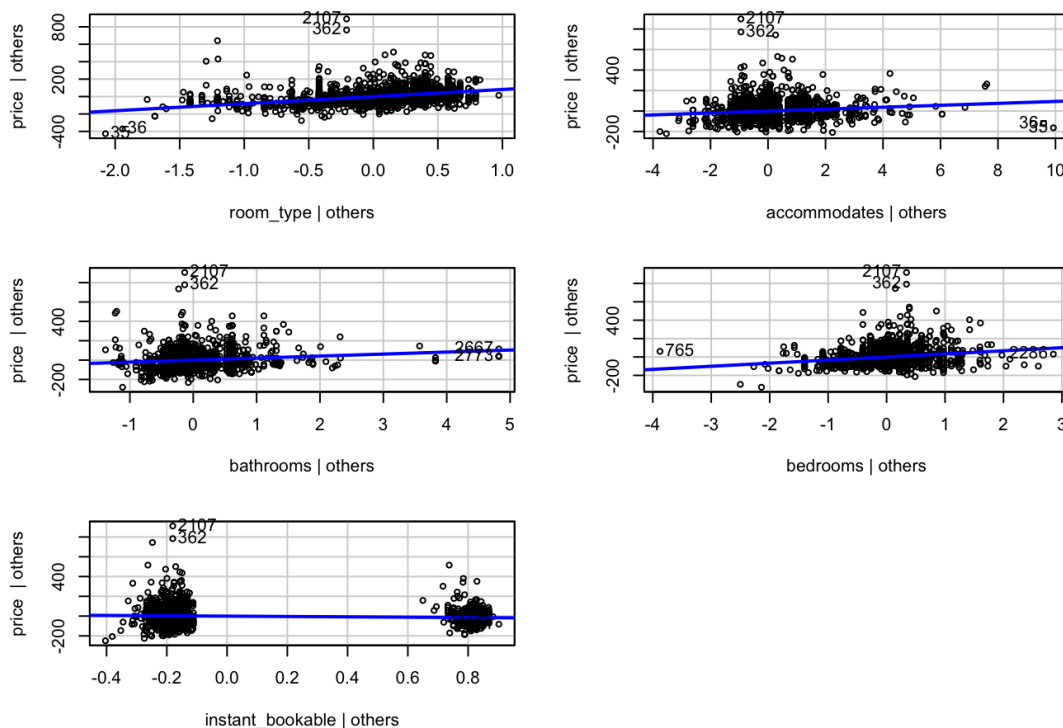 price | others
800
200
-400
2107
362
35
36
-2.0 -1.5 -1.0 -0.5 0.0 0.5 1.0
room_type | others
price | others
400
-200
2107
362
36
35
-4 -2 0 2 4 6 8 10
accommodates | others
price | others
400
-200
2107
362
2667
2773
-1 0 1 2 3 4 5
bathrooms | others
price | others
400
-200
2107
362
765
2286
-4 -3 -2 -1 0 1 2 3
bedrooms | others
price | others
400
-200
2107
362
-0.4 -0.2 0.0 0.2 0.4 0.6 0.8
instant_bookable | others